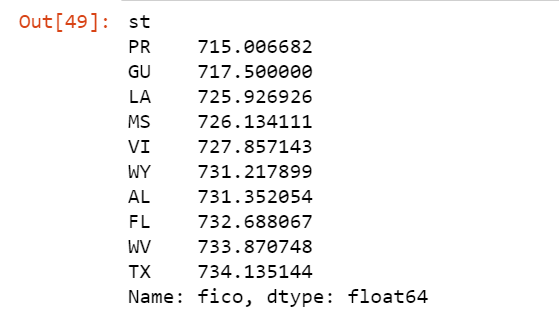 Out[49]: st
PR 715.006682
GU 717.500000
LA 725.926926
MS 726.134111
VI 727.857143
WY 731.217899
AL 731.352054
FL 732.688067
WV 733.870748
TX 734.135144
Name: fico, dtype: float64